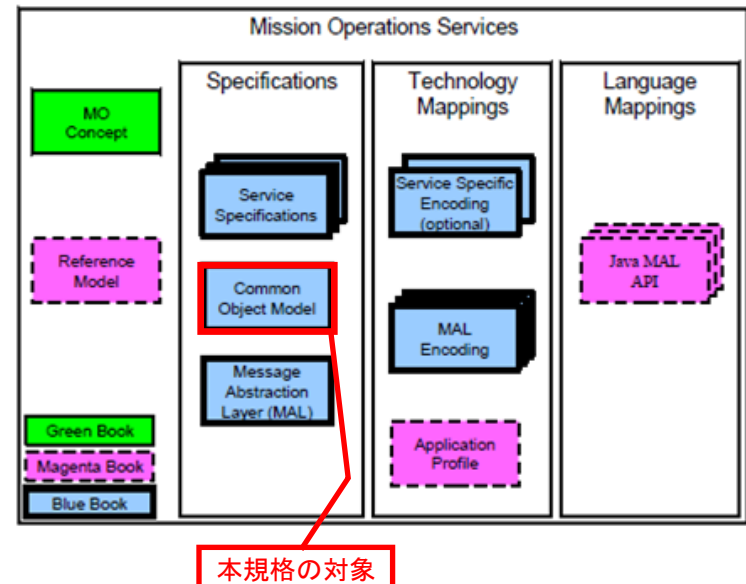 Mission Operations Services
MO
Concept
Reference
Model
Green Book
Magenta Book
Blue Book
Specifications
Service
Specifications
Common
Object Model
Message
Abstraction
Layer (MAL)
Technology
Mappings
Service Specific
Encoding
(optional)
MAL
Encoding
Application
Profile
Language
Mappings
Java MAL
API
本規格の対象